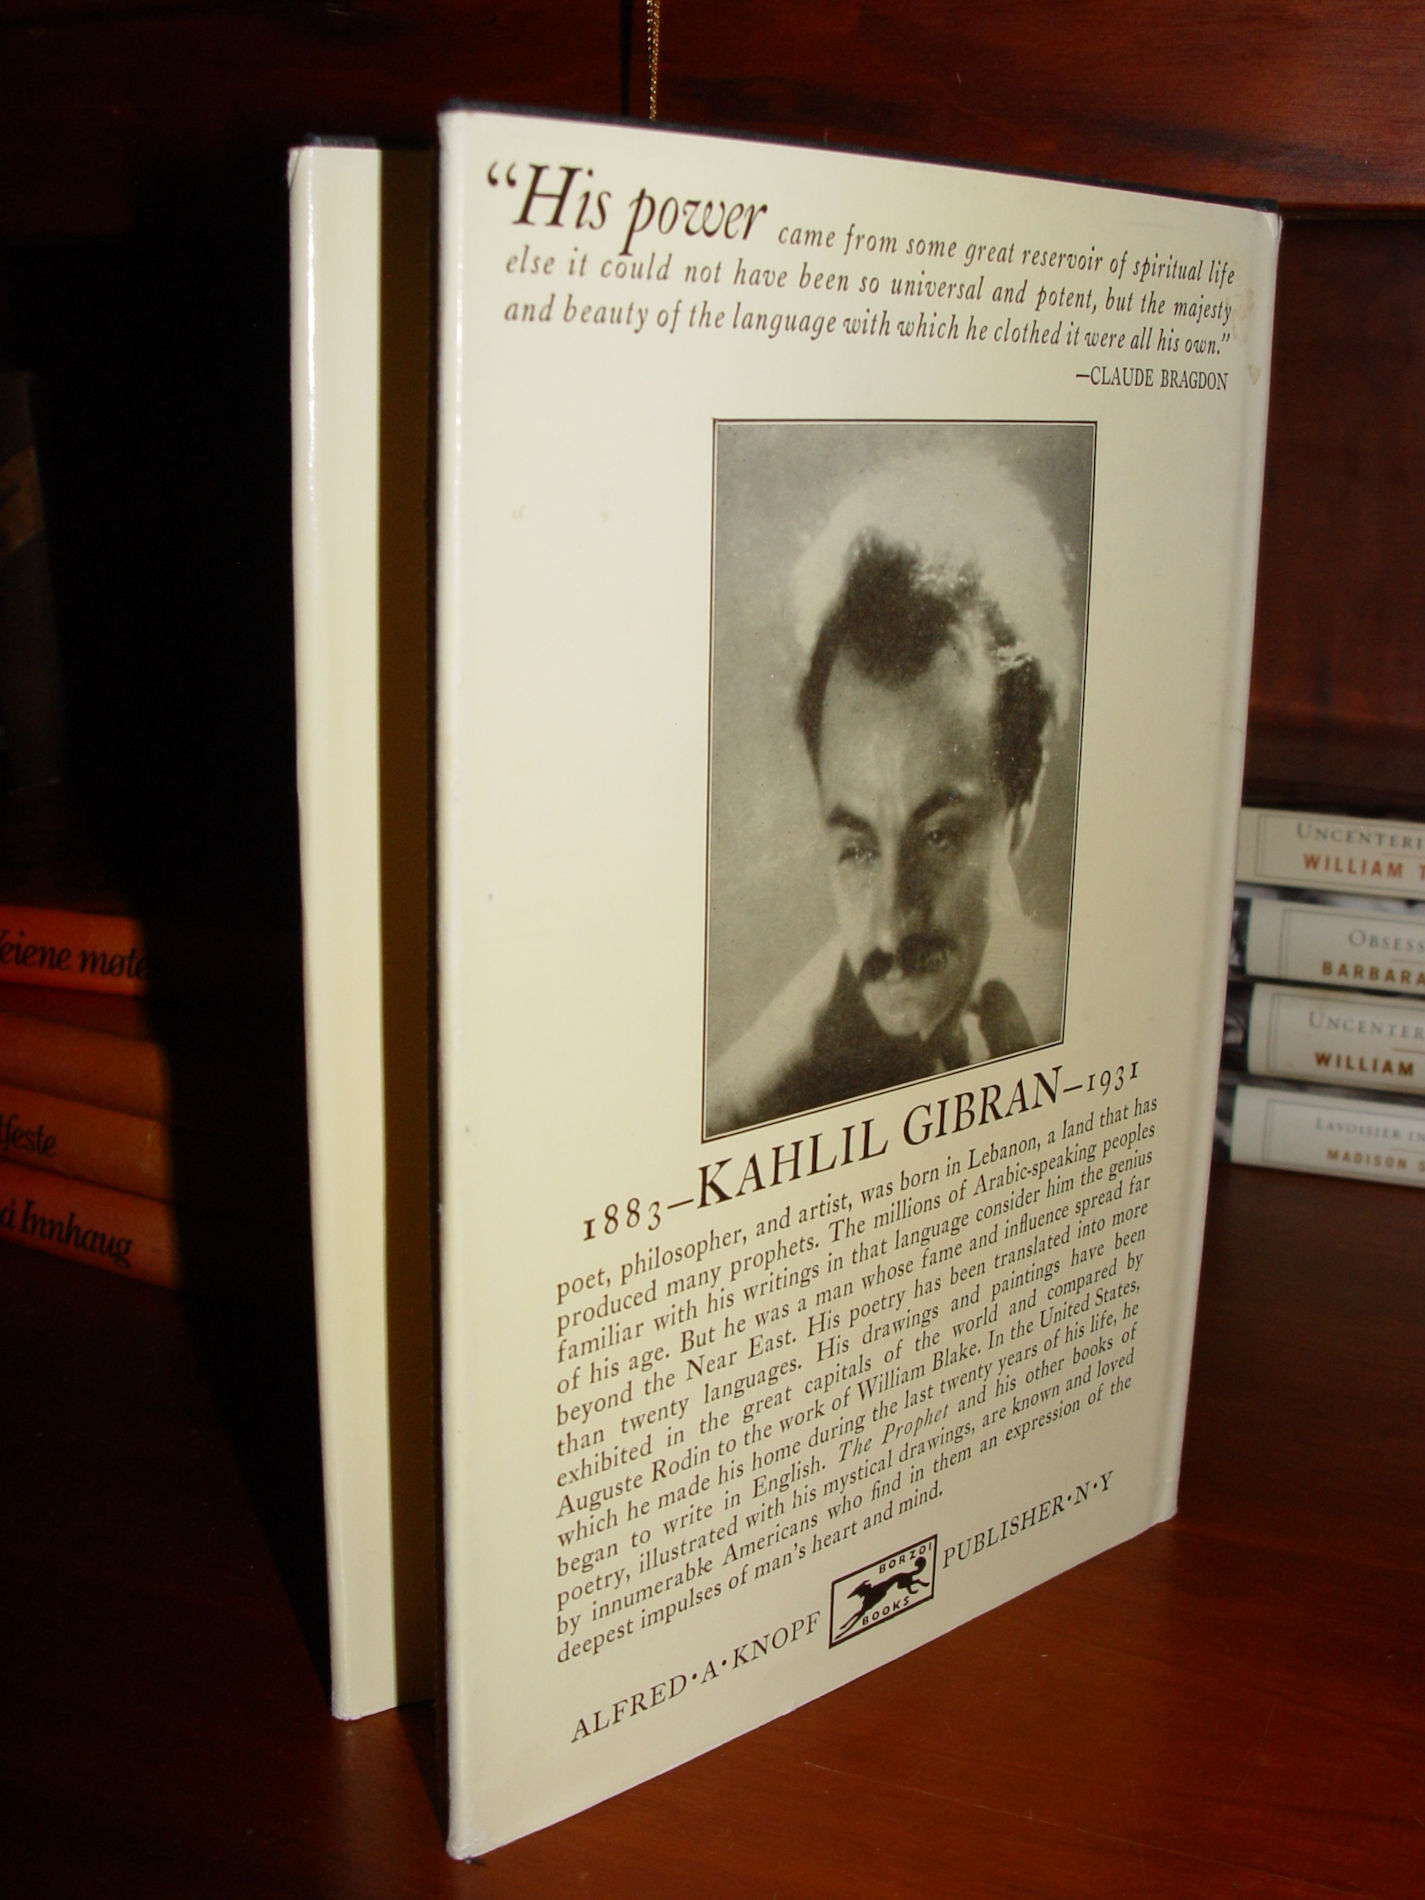 “His power came from some great reservoir of spiritual life
else it could not have been so universal and potent, but the majesty
and beauty of the language with which he clothed it were all his own.”
—CLAUDE BRAGDON
1883–KAHLIL GIBRAN–1931
poet, philosopher, and artist, was born in Lebanon, a land that has
produced many prophets. The millions of Arabic-speaking peoples
familiar with his writings in that language consider him the genius
of his age. But he was a man whose fame and influence spread far
beyond the Near East. His poetry has been translated into more
than twenty languages. His drawings and paintings have been
exhibited in the great capitals of the world and compared by
Auguste Rodin to the work of William Blake. In the United States,
which he made his home during the last twenty years of his life, he
began to write in English. The Prophet and his other books of
poetry, illustrated with his mystical drawings, are known and loved
by innumerable Americans who find in them an expression of the
deepest impulses of man's heart and mind.
ALFRED·A·KNOPF
BORZOI
BOOKS
PUBLISHER·N·Y
eiene møte
feste
å Innhaug
UNCENTERI
WILLIAM T
OBSESS
BARBARA
UNCENTER
WILLIAM
LAVOISIER IN
MADISON S